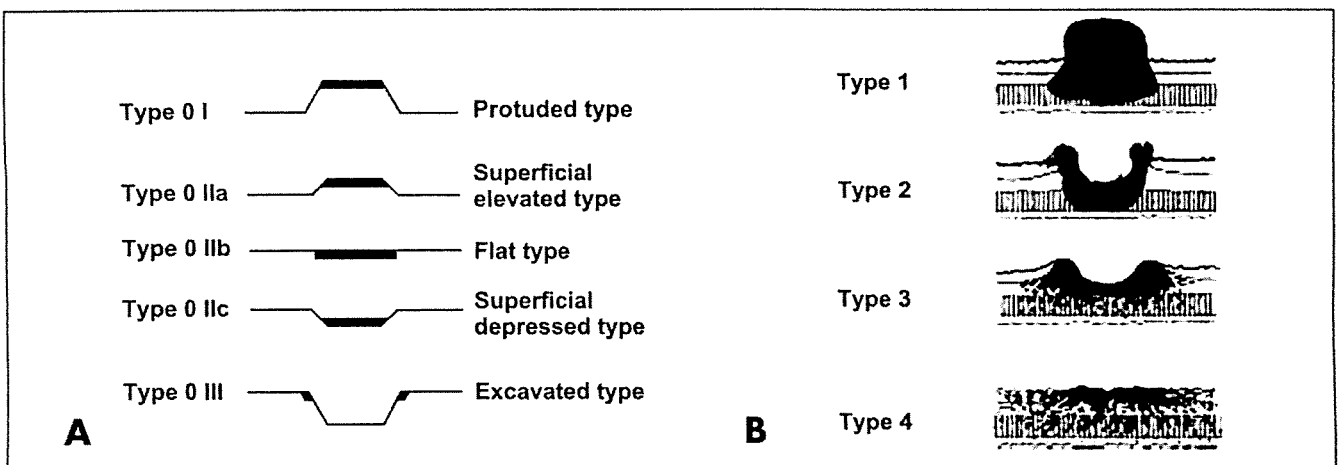 Type 0 I
Protuded type
Type 0 IIa
Superficial
elevated type
Type 0 IIb
Flat type
Type 0 IIc
Superficial
depressed type
Type 0 III
Excavated type
A
Type 1
Type 2
Type 3
Type 4
B